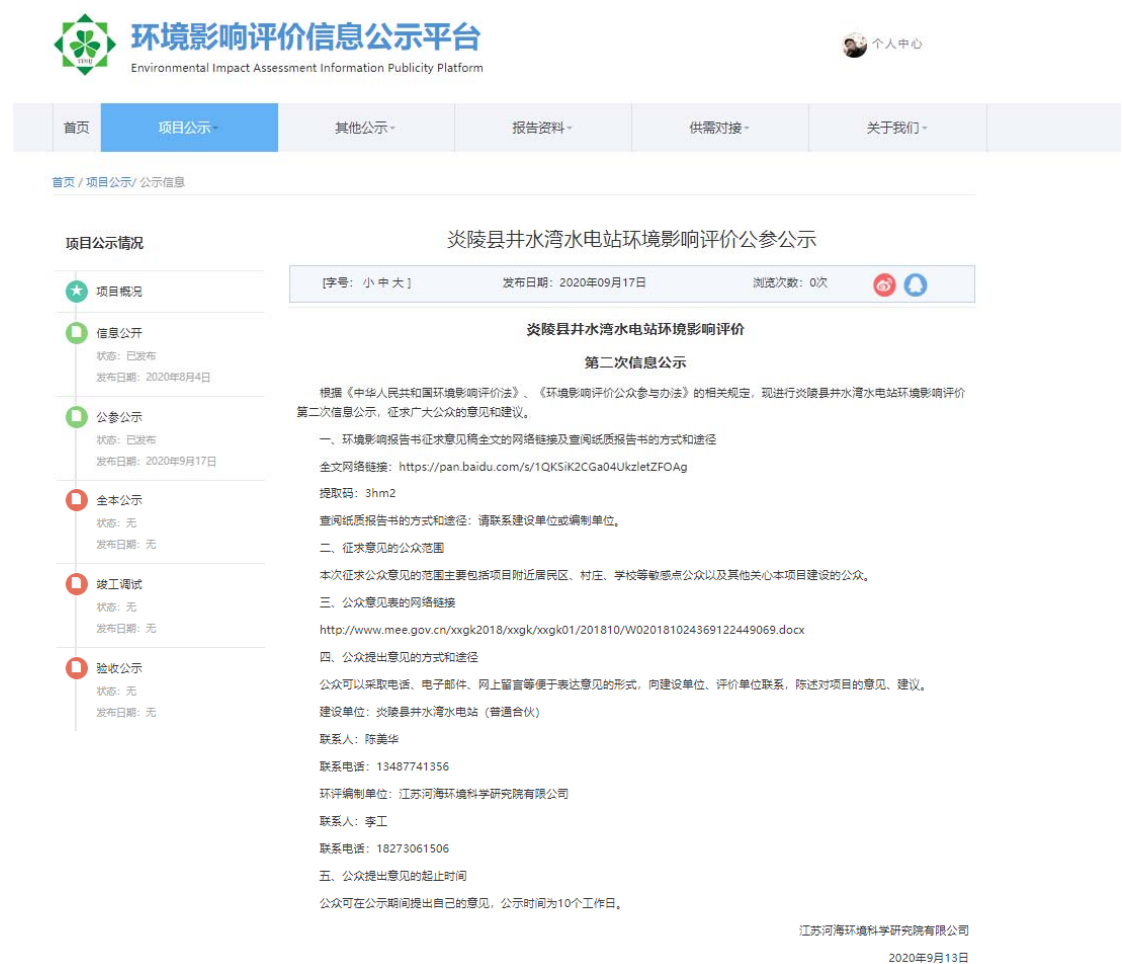 环境影响评价信息公示平台
Environmental Impact Assessment Information Publicity Platform
个人中心
首页
项目公示
其他公示
报告资料
供需对接
关于我们
首页 / 项目公示/ 公示信息
项目公示情况
项目概况
信息公开
状态：已发布
发布日期：2020年8月4日
公参公示
状态：已发布
发布日期：2020年9月17日
全本公示
状态：无
发布日期：无
竣工调试
状态：无
发布日期：无
验收公示
状态：无
发布日期：无
炎陵县井水湾水电站环境影响评价公参公示
[字号：小 中 大 ]
发布日期：2020年09月17日
浏览次数：0次
炎陵县井水湾水电站环境影响评价
第二次信息公示
根据《中华人民共和国环境影响评价法》、《环境影响评价公众参与办法》的相关规定，现进行炎陵县井水湾水电站环境影响评价
第二次信息公示，征求广大公众的意见和建议。
一、环境影响报告书征求意见稿全文的网络链接及查阅纸质报告书的方式和途径
全文网络链接：https://pan.baidu.com/s/1QKSiK2CGa04UkzletZFOAg
提取码：3hm2
查阅纸质报告书的方式和途径：请联系建设单位或编制单位。
二、征求意见的公众范围
本次征求公众意见的范围主要包括项目附近居民区、村庄、学校等敏感点公众以及其他关心本项目建设的公众。
三、公众意见表的网络链接
http://www.mee.gov.cn/xxgk2018/xxgk/xxgk01/201810/W020181024369122449069.docx
四、公众提出意见的方式和途径
公众可以采取电话、电子邮件、网上留言等便于表达意见的形式，向建设单位、评价单位联系，陈述对项目的意见、建议。
建设单位：炎陵县井水湾水电站（普通合伙）
联系人：陈美华
联系电话：13487741356
环评编制单位：江苏河海环境科学研究院有限公司
联系人：李工
联系电话：18273061506
五、公众提出意见的起止时间
公众可在公示期间提出自己的意见，公示时间为10个工作日。
江苏河海环境科学研究院有限公司
2020年9月13日